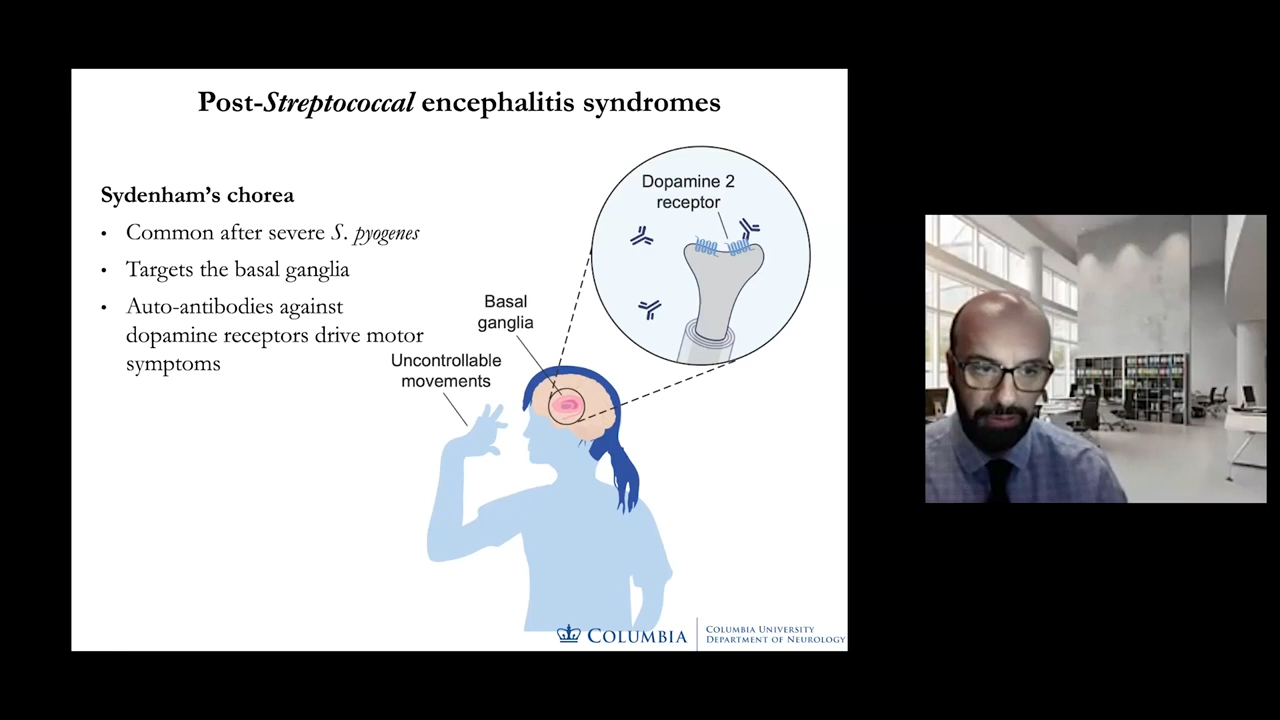 Post-Streptococcal encephalitis syndromes
Sydenham's chorea
• Common after severe S. pyogenes
• Targets the basal ganglia
• Auto-antibodies against
dopamine receptors drive motor
symptoms
Dopamine 2
receptor
Basal
ganglia
Uncontrollable
movements
COLUMBIA
COLUMBIA UNIVERSITY
DEPARTMENT OF NEUROLOGY